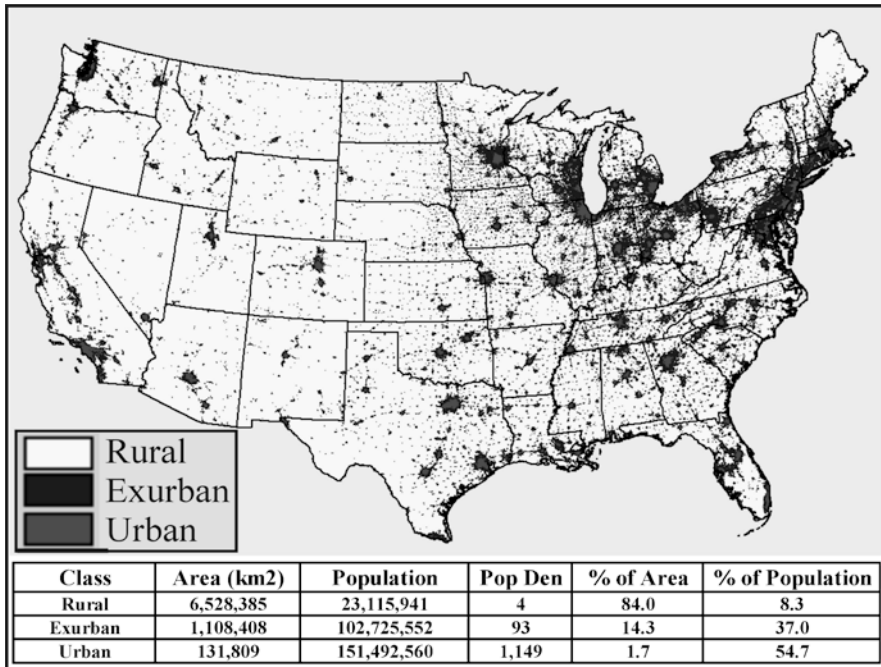 Rural
Exurban
Urban
Class Area (km2) Population Pop Den % of Area % of Population
Rural 6,528,385 23,115,941 4 84.0 8.3
Exurban 1,108,408 102,725,552 93 14.3 37.0
Urban 131,809 151,492,560 1,149 1.7 54.7